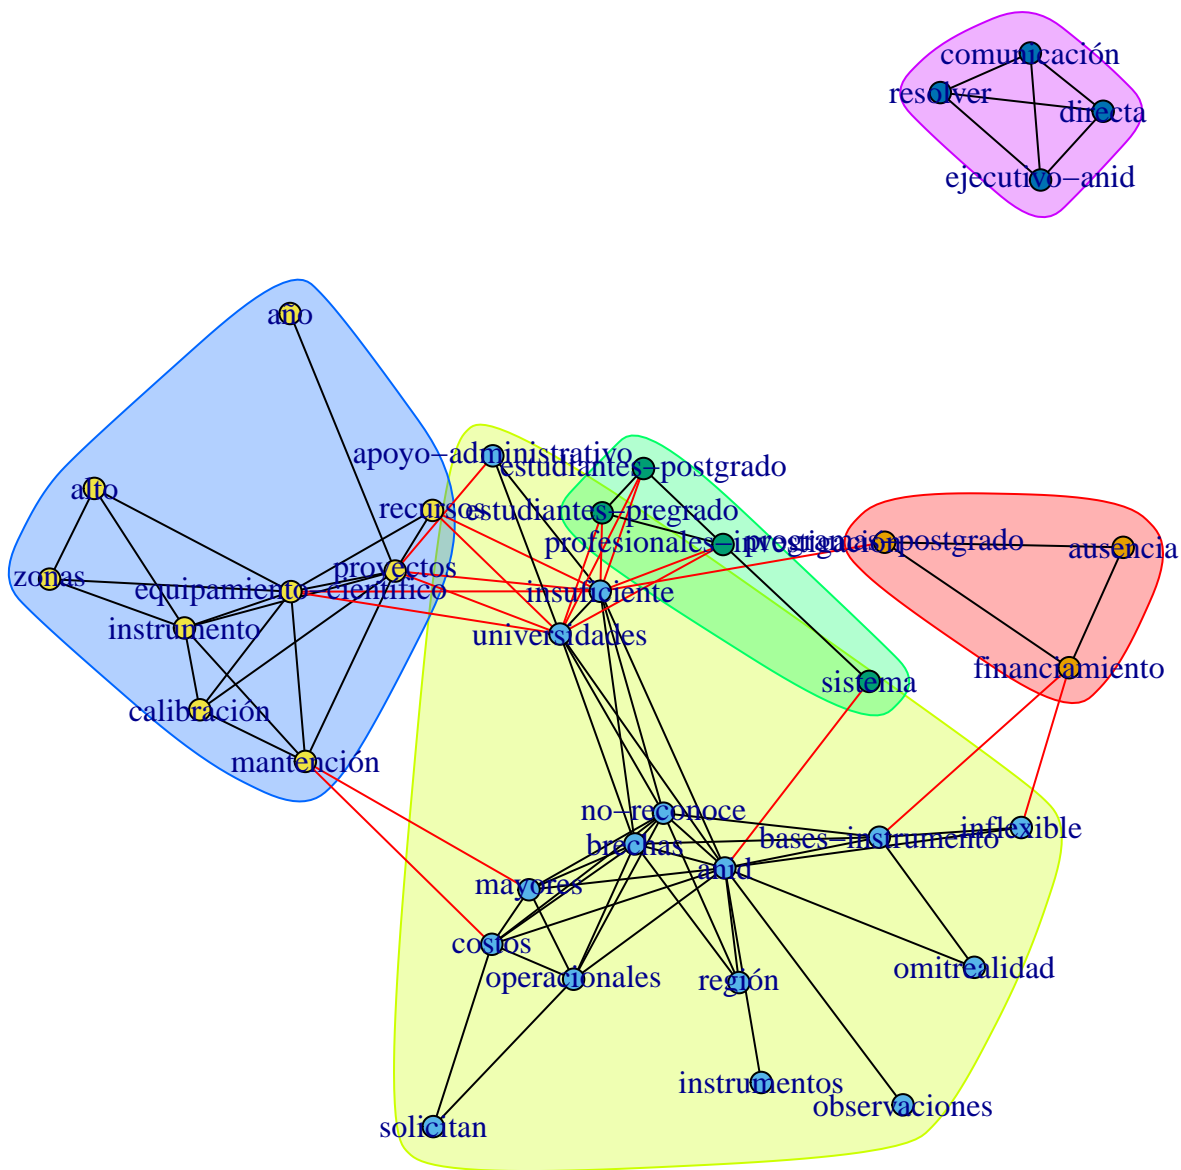 comunicación
resolver
directa
ejecutivo−anid
año
apoyo−administrativo
estudiantes−postgrado
alto
recursos
estudiantes−pregrado
profesionales−investigación
programas−postgrado
ausencia
proyectos
zonas
equipamiento−científico
insuficiente
instrumento
universidades
financiamiento
sistema
calibración
mantención
no−reconoce
inflexible
bases−instrumento
brechas
anid
mayores
costos
omitrealidad
operacionales
región
instrumentos
observaciones
solicitan